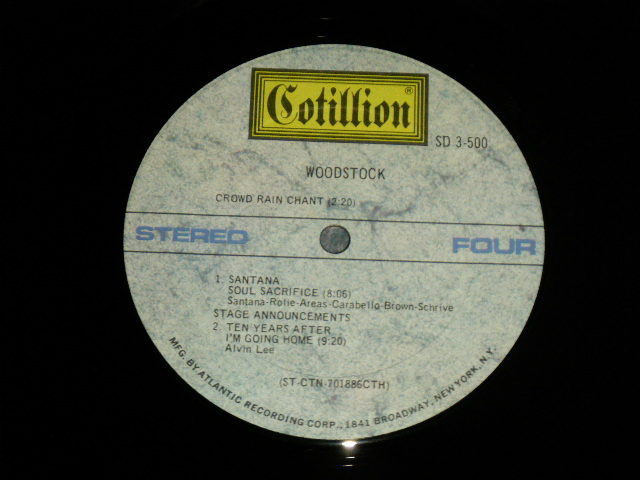 Cotillion®
SD 3-500
WOODSTOCK
CROWD RAIN CHANT (2:20)
STEREO FOUR
1. SANTANA
SOUL SACRIFICE (8:06)
Santana-Rolie-Areas-Carabello-Brown-Schrive
STAGE ANNOUNCEMENTS
2. TEN YEARS AFTER
I'M GOING HOME (9:20)
Alvin Lee
(ST-CTN-701886CTH)
MFG. BY ATLANTIC RECORDING CORP., 1841 BROADWAY, NEW YORK, N.Y.